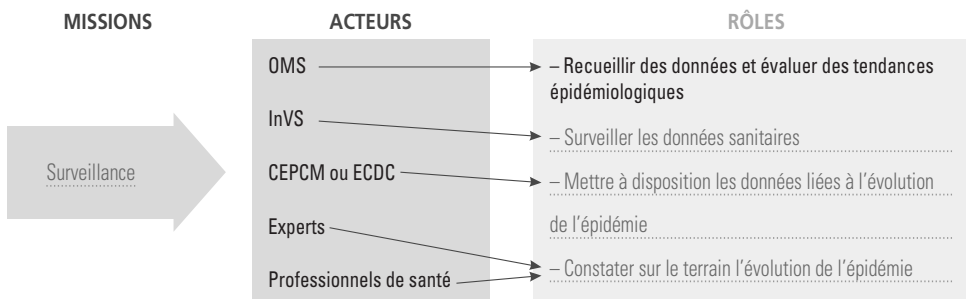 MISSIONS
ACTEURS
RÔLES
Surveillance
OMS
InVS
CEPCM ou ECDC
Experts
Professionnels de santé
– Recueillir des données et évaluer des tendances
épidémiologiques
– Surveiller les données sanitaires
– Mettre à disposition les données liées à l'évolution
de l'épidémie
– Constater sur le terrain l'évolution de l'épidémie